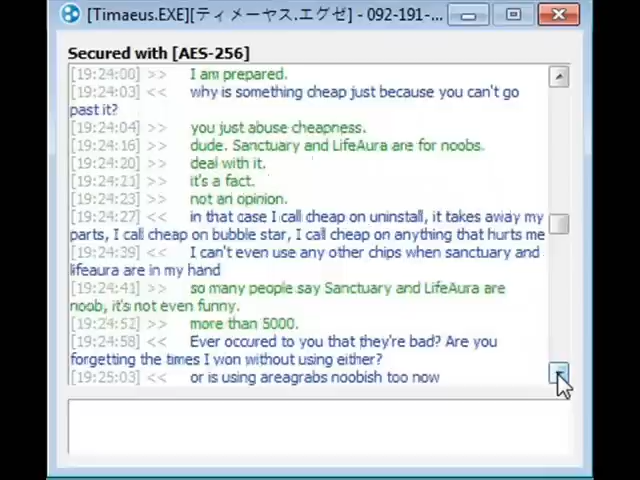 [Timaeus.EXE][ティメーヤス.エグゼ] - 092-191-...
Secured with [AES-256]
[19:24:00] >> I am prepared.
[19:24:03] << why is something cheap just because you can't go
past it?
[19:24:04] >> you just abuse cheapness.
[19:24:16] >> dude. Sanctuary and LifeAura are for noobs.
[19:24:20] >> deal with it.
[19:24:21] >> it's a fact.
[19:24:23] >> not an opinion.
[19:24:27] << in that case I call cheap on uninstall, it takes away my
parts, I call cheap on bubble star, I call cheap on anything that hurts me
[19:24:39] << I can't even use any other chips when sanctuary and
lifeaura are in my hand
[19:24:41] >> so many people say Sanctuary and LifeAura are
noob, it's not even funny.
[19:24:52] >> more than 5000.
[19:24:58] << Ever occured to you that they're bad? Are you
forgetting the times I won without using either?
[19:25:03] << or is using areagrabs noobish too now